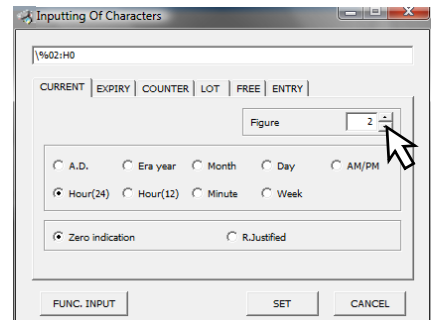 Inputting Of Characters
\%02:H0
CURRENT EXPIRY COUNTER LOT FREE ENTRY
Figure 2
A.D. Era year Month Day AM/PM
Hour(24) Hour(12) Minute Week
Zero indication R.Justified
FUNC. INPUT SET CANCEL